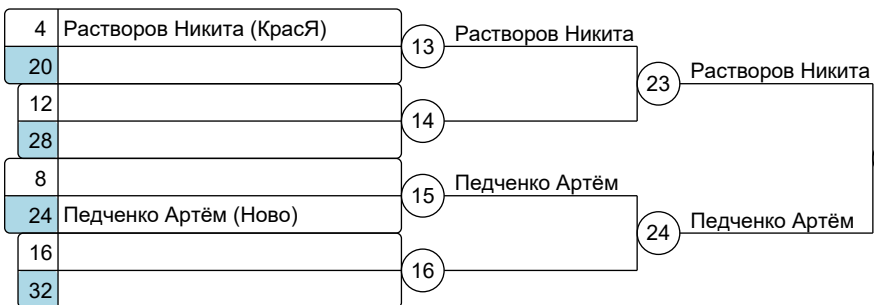 4 Растворов Никита (КрасЯ)
13 Растворов Никита
20
23 Растворов Никита
12
14
28
8
15 Педченко Артём
24 Педченко Артём (Ново)
24 Педченко Артём
16
16
32